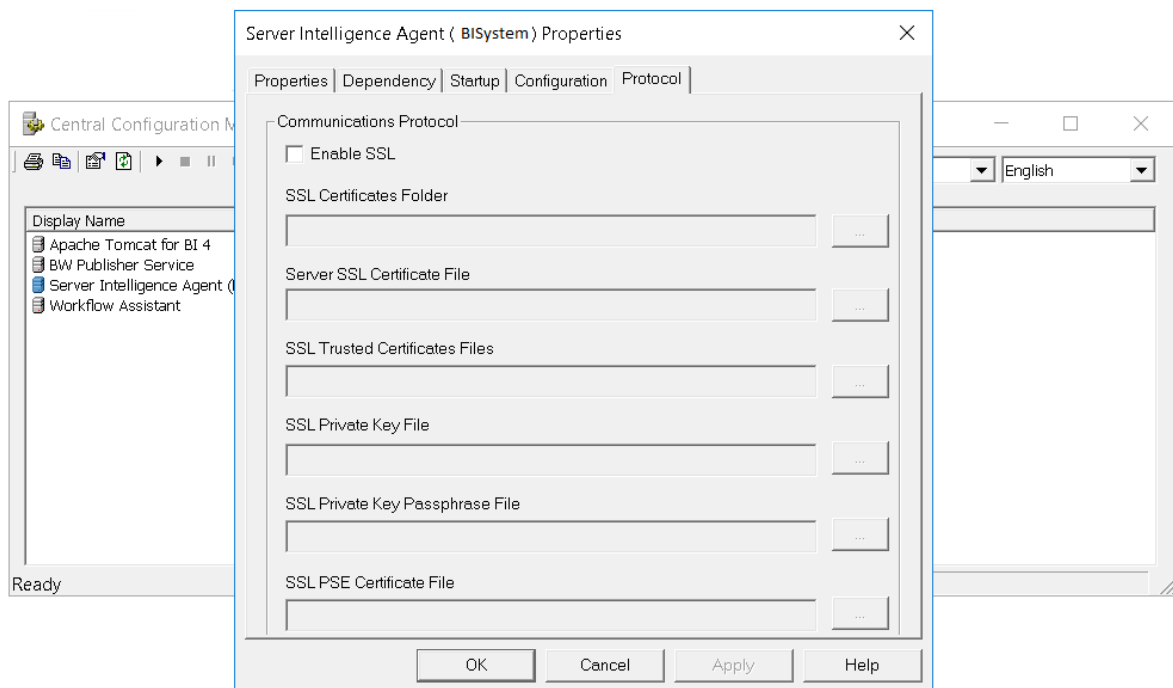 Server Intelligence Agent ( BISystem ) Properties
Properties Dependency Startup Configuration Protocol
Central Configuration M
Communications Protocol
Enable SSL
English
SSL Certificates Folder
...
Display Name
Apache Tomcat for BI 4
BW Publisher Service
Server Intelligence Agent (
Workflow Assistant
Server SSL Certificate File
...
SSL Trusted Certificates Files
...
SSL Private Key File
...
SSL Private Key Passphrase File
...
SSL PSE Certificate File
...
Ready
OK Cancel Apply Help